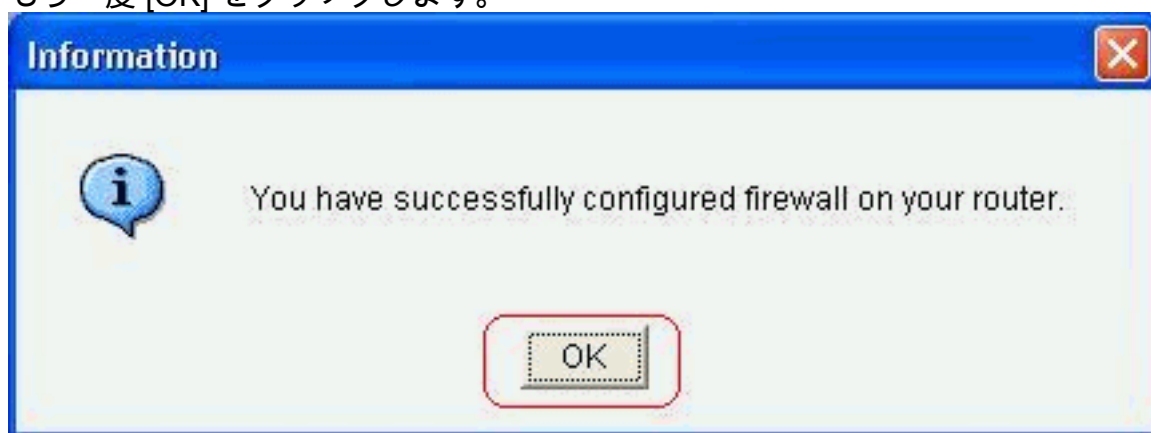 もう一度 [OK] をクリックします。
Information
You have successfully configured firewall on your router.
OK